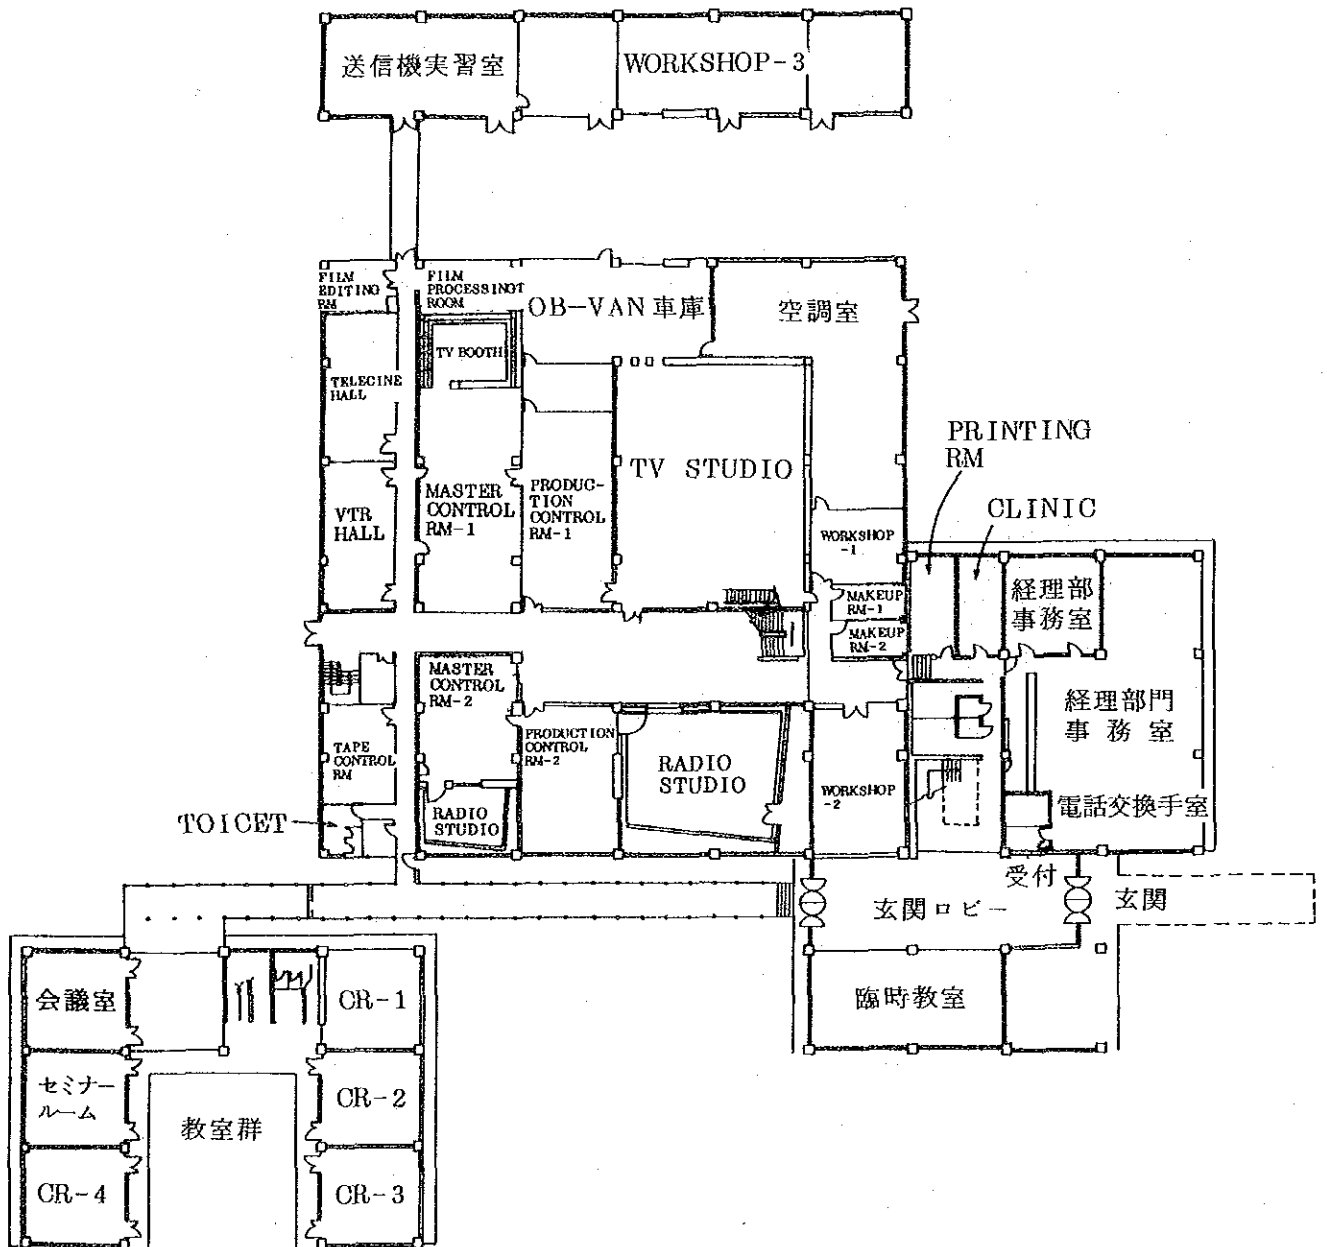 送信機実習室
WORKSHOP-3
FILM
EDITING
RM
FILM
PROCESSINGT
ROOM
OB-VAN車庫
空調室
TV BOOTH
TELECINE
HALL
PRINTING
RM
TV STUDIO
CLINIC
MASTER
CONTROL
RM-1
PRODUC-
TION
CONTROL
RM-1
VTR
HALL
WORKSHOP
-1
経理部
事務室
MAKEUP
RM-1
MAKEUP
RM-2
MASTER
CONTROL
RM-2
経理部門
事務室
TAPE
CONTROL
RM
PRODUCTION
CONTROL
RM-2
RADIO
STUDIO
WORKSHOP
-2
電話交換手室
TOICET
RADIO
STUDIO
受付
玄関ロビー
玄関
会議室
CR-1
臨時教室
セミナー
ルーム
CR-2
教室群
CR-4
CR-3